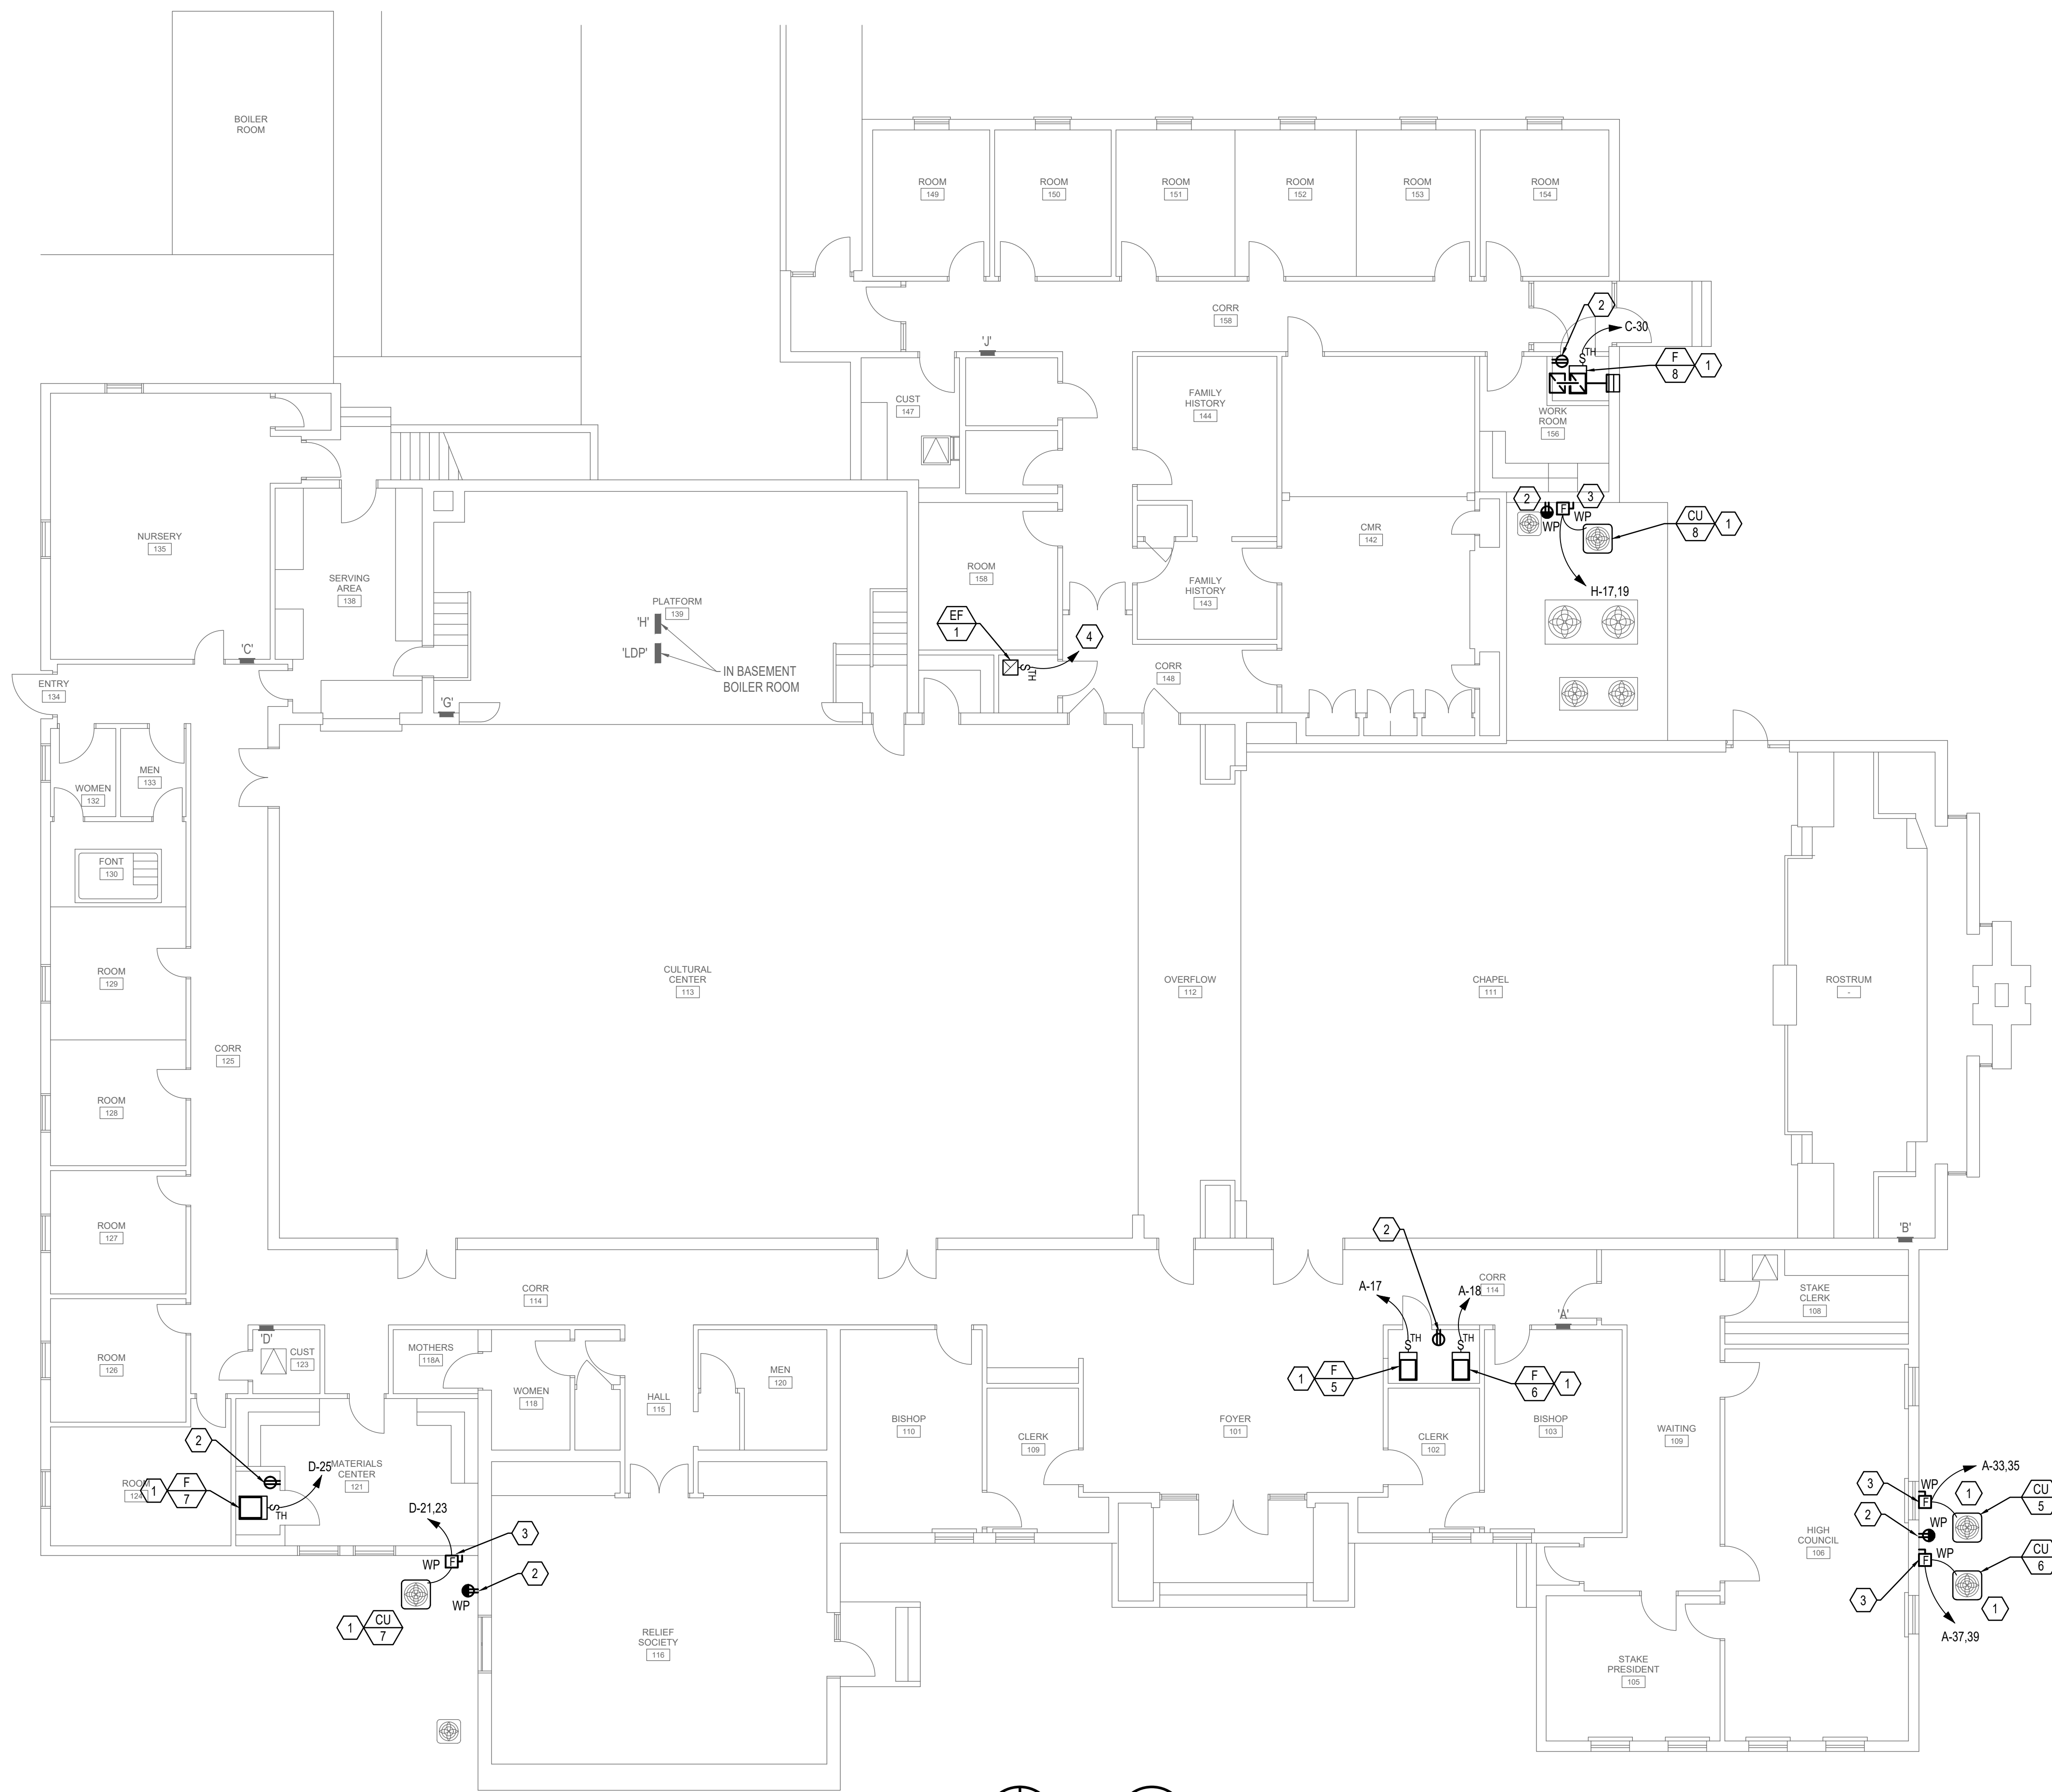 BOILER
ROOM
ROOM
149
ROOM
150
ROOM
151
ROOM
152
ROOM
153
ROOM
154
CORR
158
2
C-30
S
TH
F
8
1
'J'
CUST
147
FAMILY
HISTORY
144
WORK
ROOM
156
2
3
F
WP
WP
CU
8
1
H-17,19
NURSERY
135
SERVING
AREA
138
PLATFORM
139
'H'
'LDP'
IN BASEMENT
BOILER ROOM
ROOM
158
CMR
142
FAMILY
HISTORY
143
EF
1
4
S
TH
CORR
148
'C'
'G'
ENTRY
134
MEN
133
WOMEN
132
FONT
130
ROOM
129
CULTURAL
CENTER
113
OVERFLOW
112
CHAPEL
111
ROSTRUM
-
CORR
125
ROOM
128
ROOM
127
'B'
2
CORR
114
A-17
A-18
CORR
114
STAKE
CLERK
108
'A'
'D'
CUST
123
ROOM
126
MOTHERS
118A
WOMEN
118
HALL
115
MEN
120
S
TH
S
TH
1
F
5
F
6
1
BISHOP
110
CLERK
109
FOYER
101
CLERK
102
BISHOP
103
WAITING
109
2
ROOM
124
1
F
7
D-25
S
TH
MATERIALS
CENTER
121
D-21,23
3
WP
F
2
WP
1
CU
7
A-33,35
WP
3
F
1
CU
5
2
WP
HIGH
COUNCIL
106
F
WP
CU
6
3
1
A-37,39
RELIEF
SOCIETY
116
STAKE
PRESIDENT
105